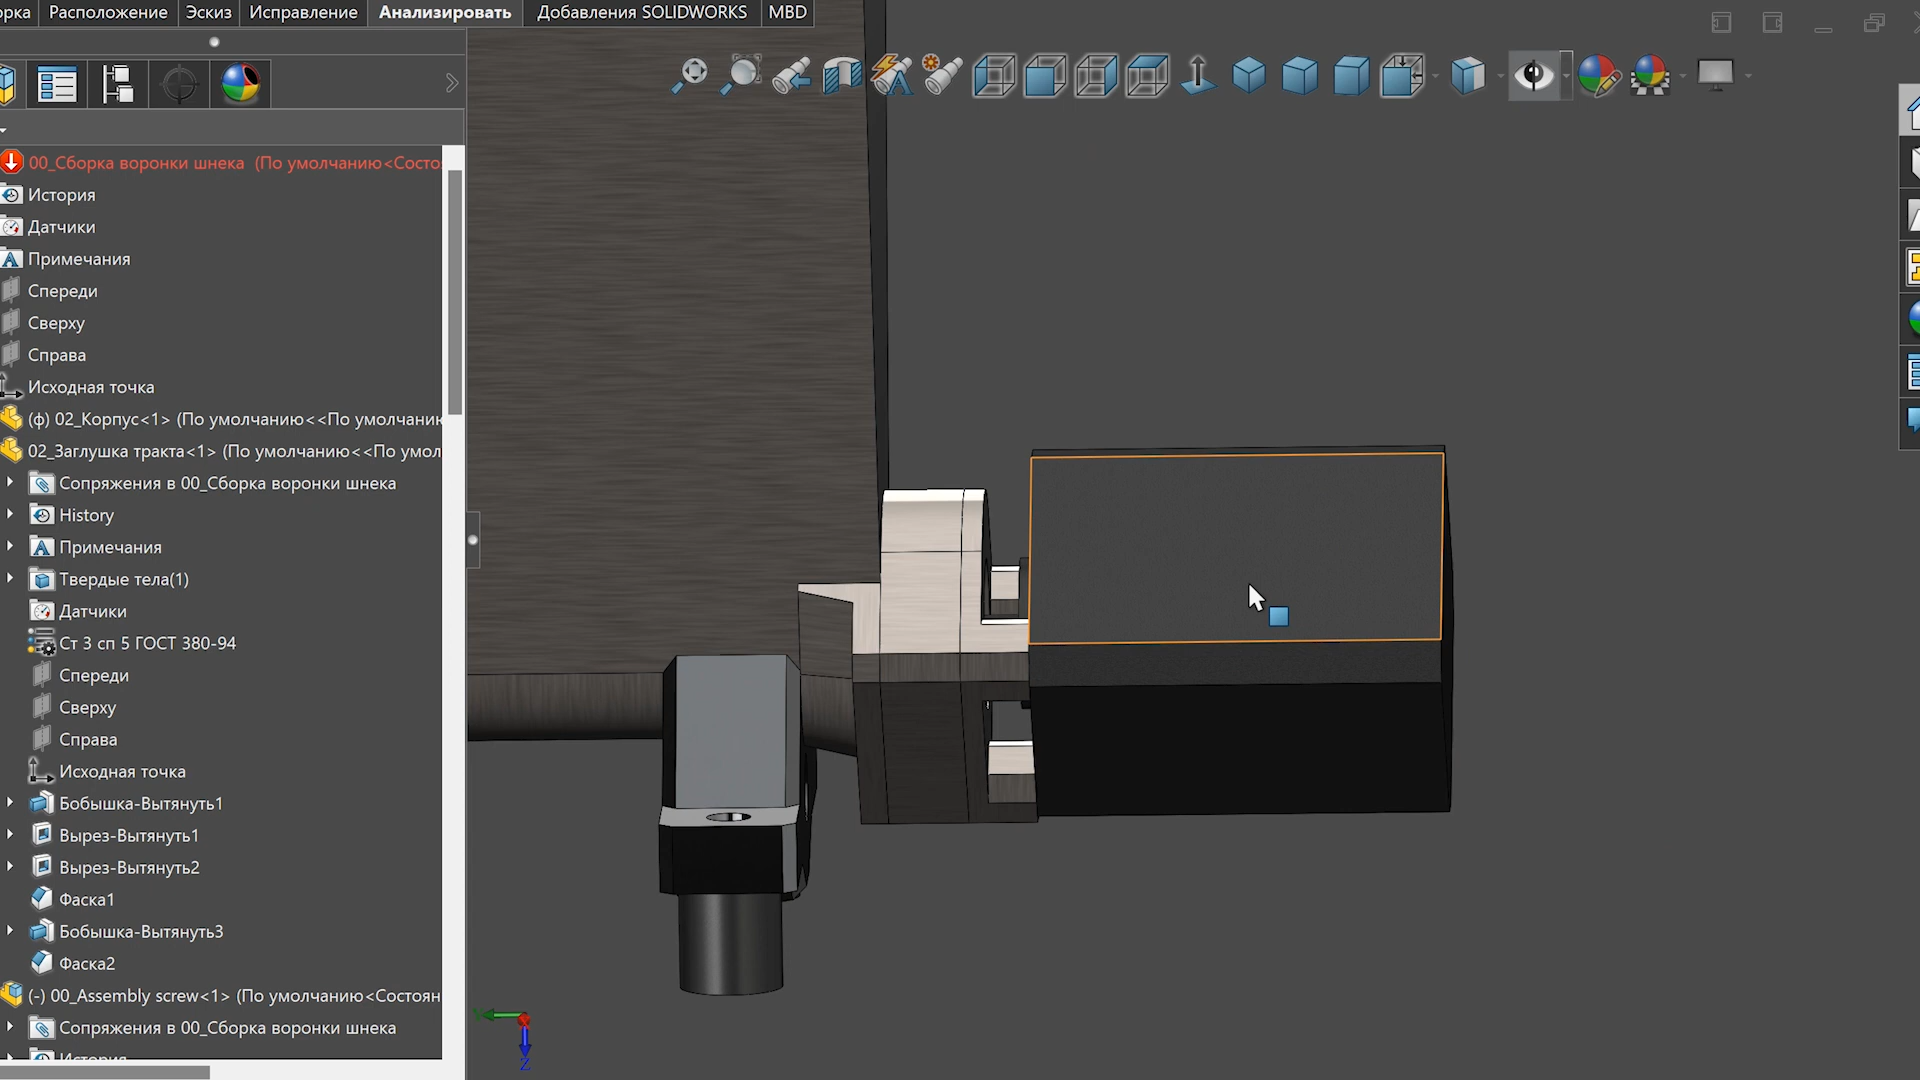 орка Расположение Эскиз Исправление Анализировать Добавления SOLIDWORKS MBD
00_Сборка воронки шнека (По умолчанию<Состо
История
Датчики
Примечания
Спереди
Сверху
Справа
Исходная точка
(ф) 02_Корпус<1> (По умолчанию<<По умолчани
02_Заглушка тракта<1> (По умолчанию<<По умол
Сопряжения в 00_Сборка воронки шнека
History
Примечания
Твердые тела(1)
Датчики
Ст 3 сп 5 ГОСТ 380-94
Спереди
Сверху
Справа
Исходная точка
Бобышка-Вытянуть1
Вырез-Вытянуть1
Вырез-Вытянуть2
Фаска1
Бобышка-Вытянуть3
Фаска2
(-) 00_Assembly screw<1> (По умолчанию<Состоян
Сопряжения в 00_Сборка воронки шнека
История
Z